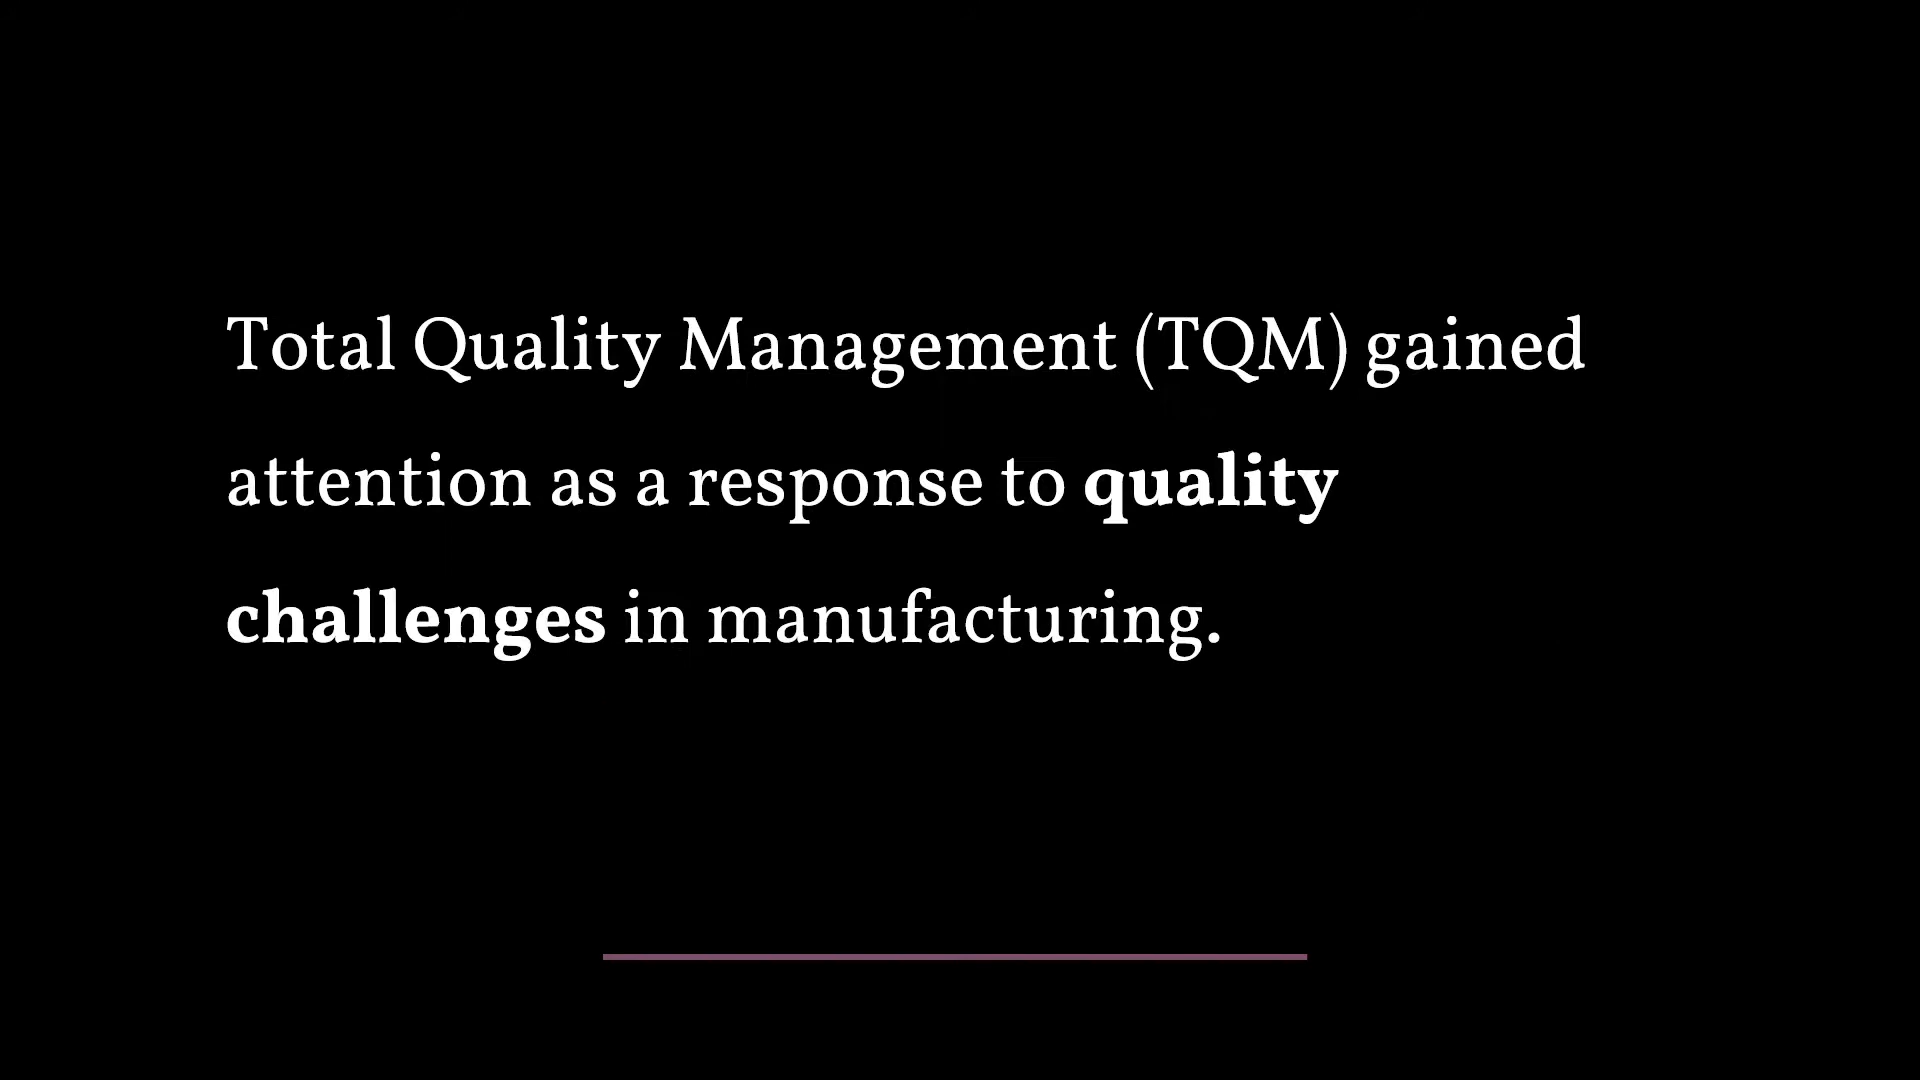 Total Quality Management (TQM) gained
attention as a response to quality
challenges in manufacturing.